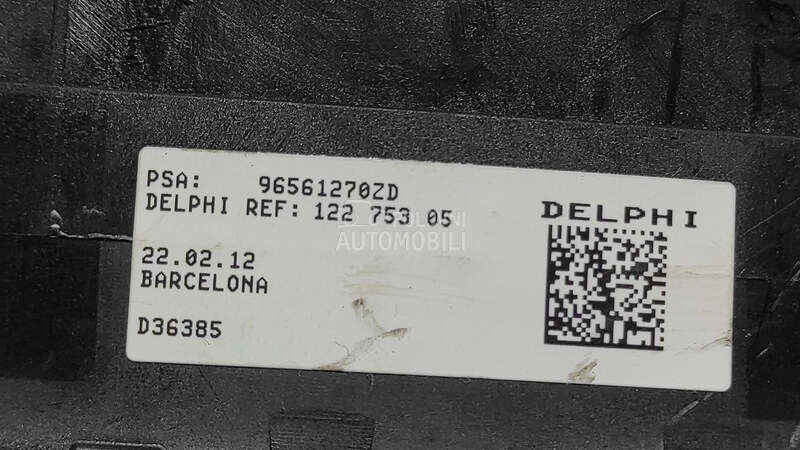 PSA: 96561270ZD
DELPHI REF: 122 753 05
DELPHI
AUTOMOBILI
22.02.12
BARCELONA
D36385